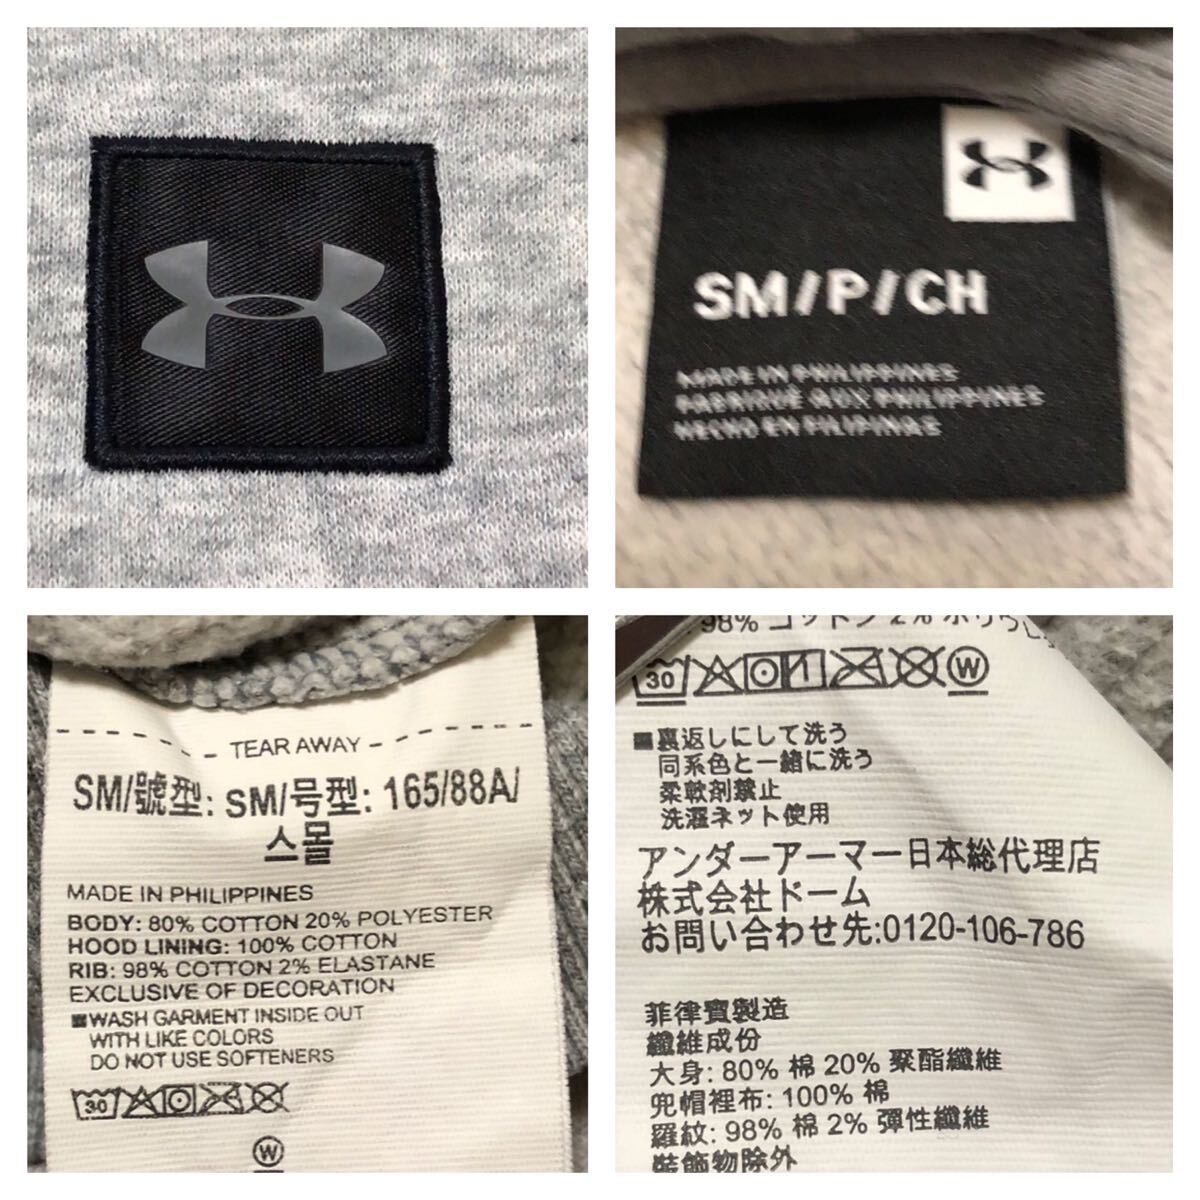 SM/P/CH
MADE IN PHILIPPINES
FABRIQUÉ AUX PHILIPPINES
HECHO EN FILIPINAS
TEAR AWAY
SM/號型: SM/号型: 165/88A/
스몰
MADE IN PHILIPPINES
BODY: 80% COTTON 20% POLYESTER
HOOD LINING: 100% COTTON
RIB: 98% COTTON 2% ELASTANE
EXCLUSIVE OF DECORATION
■WASH GARMENT INSIDE OUT
WITH LIKE COLORS
DO NOT USE SOFTENERS
30
W
98% コットン 2% ポリウレ
30 W
■裏返しにして洗う
同系色と一緒に洗う
柔軟剤禁止
洗濯ネット使用
アンダーアーマー日本総代理店
株式会社ドーム
お問い合わせ先:0120-106-786
菲律賓製造
纖維成份
大身: 80% 棉 20% 聚酯纖維
兜帽裡布: 100% 棉
羅紋: 98% 棉 2% 彈性纖維
裝飾物除外